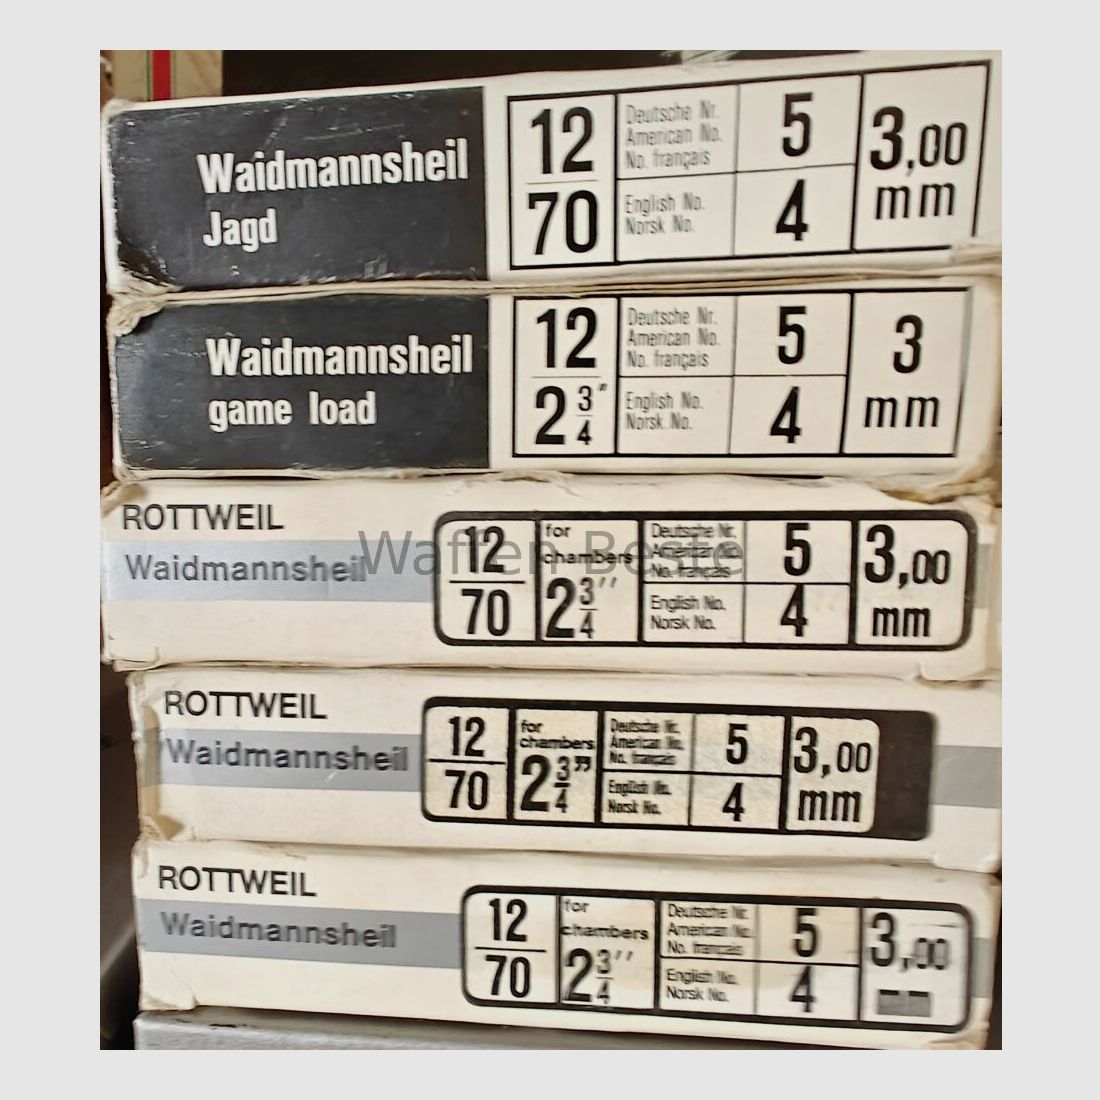 Waidmannsheil
Jagd
12
70
Deutsche Nr.
American No.
No. français
5
English No.
Norsk No.
4
3,00
mm
Waidmannsheil
game load
12
2 3/4"
Deutsche Nr.
American No.
No. français
5
English No.
Norsk. No.
4
3
mm
ROTTWEIL
Waidmannsheil
12
70
for
chambers
2 3/4''
Deutsche Nr.
American No.
No. français
5
English No.
Norsk No.
4
3,00
mm
Waffen Beste
ROTTWEIL
Waidmannsheil
12
70
for
chambers
2 3/4"
Deutsche Nr.
American No.
No. français
5
English No.
Norsk No.
4
3,00
mm
ROTTWEIL
Waidmannsheil
12
70
for
chambers
2 3/4''
Deutsche Nr.
American No.
No. français
5
English No.
Norsk No.
4
3,00
mm